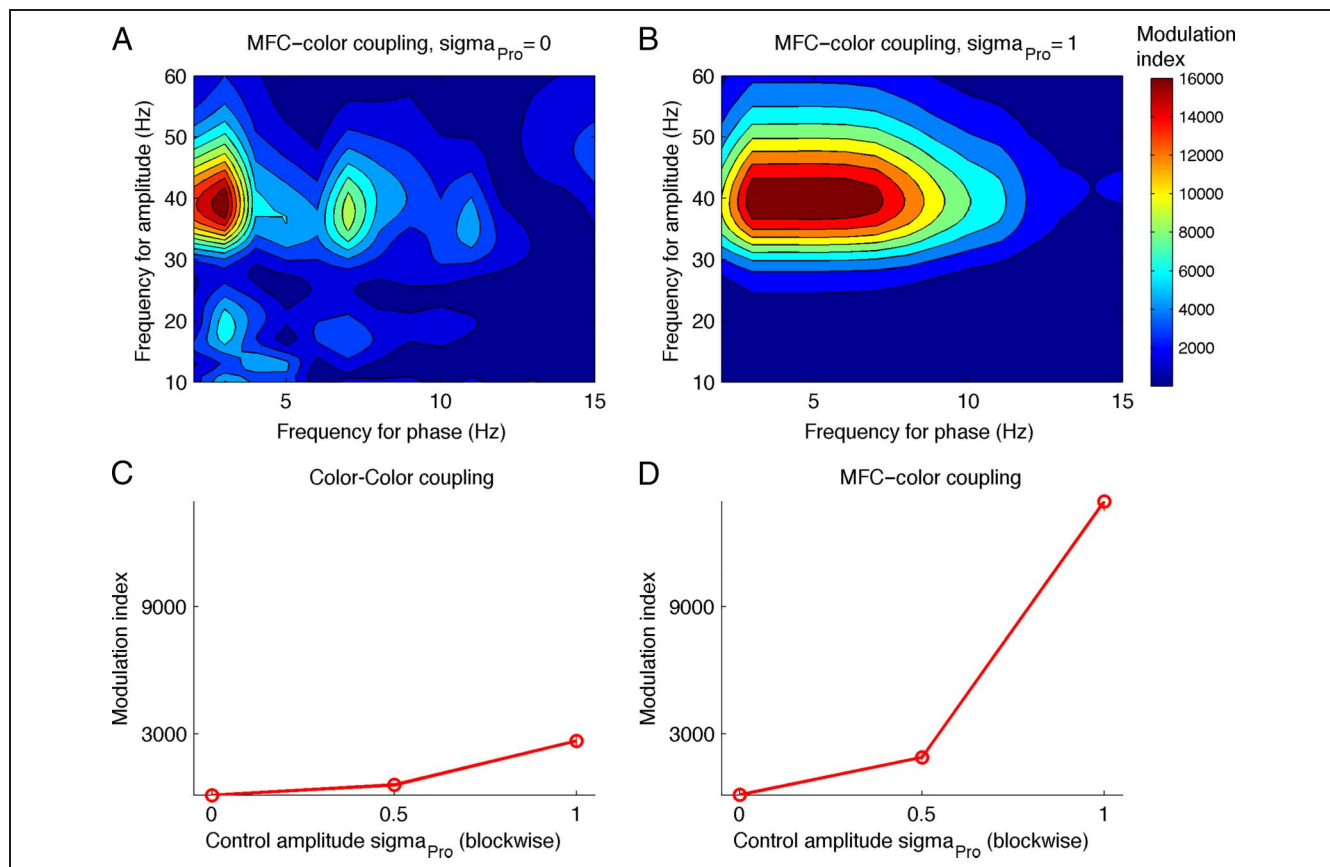 A
MFC−color coupling, sigmaPro= 0
B
MFC−color coupling, sigmaPro= 1
Modulation
index
Frequency for amplitude (Hz)
60
50
40
30
20
10
5
10
15
Frequency for phase (Hz)
Frequency for amplitude (Hz)
60
50
40
30
20
10
5
10
15
Frequency for phase (Hz)
16000
14000
12000
10000
8000
6000
4000
2000
C
Color-Color coupling
Modulation index
9000
3000
0
0.5
1
Control amplitude sigmaPro (blockwise)
D
MFC−color coupling
Modulation index
9000
3000
0
0.5
1
Control amplitude sigmaPro (blockwise)